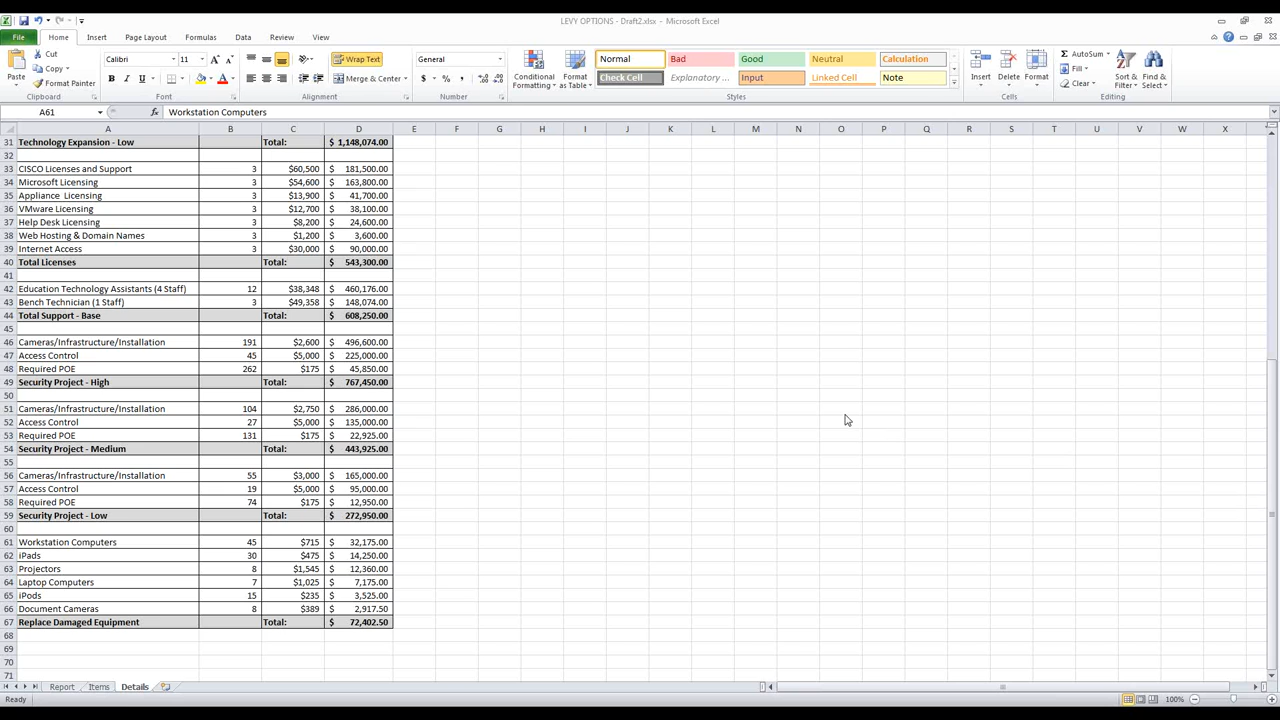 LEVY OPTIONS - Draft2.xlsx — Microsoft Excel
File Home Insert Page Layout Formulas Data Review View
Paste Cut Copy Format Painter Clipboard
Calibri 11 A A B I U A Font
Wrap Text Merge & Center Alignment
General $ % , Number
Conditional Formatting Format as Table
Normal Bad Good Neutral Calculation
Check Cell Explanatory ... Input Linked Cell Note
Styles
Insert Delete Format Cells
AutoSum Fill Clear Sort & Filter Find & Select Editing
A61 fx Workstation Computers
A B C D E F G H I J K L M N O P Q R S T U V W X
31 Technology Expansion - Low Total: $ 1,148,074.00
32
33 CISCO Licenses and Support 3 $60,500 $ 181,500.00
34 Microsoft Licensing 3 $54,600 $ 163,800.00
35 Appliance Licensing 3 $13,900 $ 41,700.00
36 VMware Licensing 3 $12,700 $ 38,100.00
37 Help Desk Licensing 3 $8,200 $ 24,600.00
38 Web Hosting & Domain Names 3 $1,200 $ 3,600.00
39 Internet Access 3 $30,000 $ 90,000.00
40 Total Licenses Total: $ 543,300.00
41
42 Education Technology Assistants (4 Staff) 12 $38,348 $ 460,176.00
43 Bench Technician (1 Staff) 3 $49,358 $ 148,074.00
44 Total Support - Base Total: $ 608,250.00
45
46 Cameras/Infrastructure/Installation 191 $2,600 $ 496,600.00
47 Access Control 45 $5,000 $ 225,000.00
48 Required POE 262 $175 $ 45,850.00
49 Security Project - High Total: $ 767,450.00
50
51 Cameras/Infrastructure/Installation 104 $2,750 $ 286,000.00
52 Access Control 27 $5,000 $ 135,000.00
53 Required POE 131 $175 $ 22,925.00
54 Security Project - Medium Total: $ 443,925.00
55
56 Cameras/Infrastructure/Installation 55 $3,000 $ 165,000.00
57 Access Control 19 $5,000 $ 95,000.00
58 Required POE 74 $175 $ 12,950.00
59 Security Project - Low Total: $ 272,950.00
60
61 Workstation Computers 45 $715 $ 32,175.00
62 iPads 30 $475 $ 14,250.00
63 Projectors 8 $1,545 $ 12,360.00
64 Laptop Computers 7 $1,025 $ 7,175.00
65 iPods 15 $235 $ 3,525.00
66 Document Cameras 8 $389 $ 2,917.50
67 Replace Damaged Equipment Total: $ 72,402.50
68
69
70
71
Report Items Details
Ready 100%